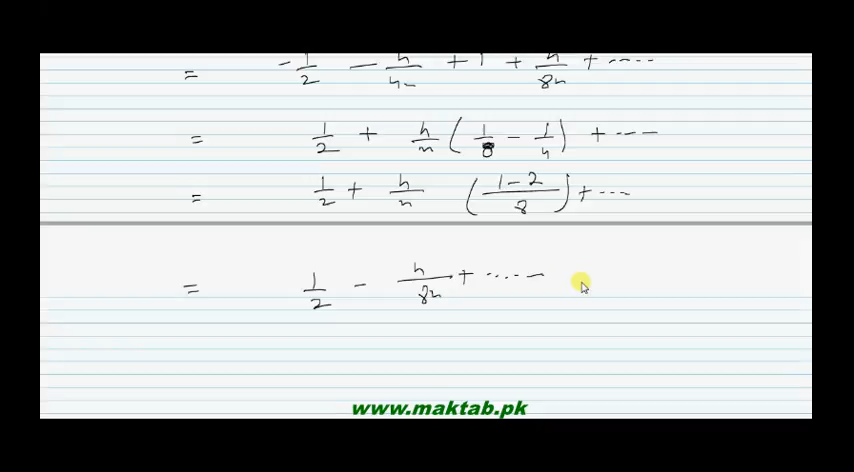 = -1/2 - h/4n + 1 + h/8n + .....
= 1/2 + h/n (1/8 - 1/4) + ....
= 1/2 + h/n ((1-2)/8) + ....
= 1/2 - h/8n + ......
www.maktab.pk